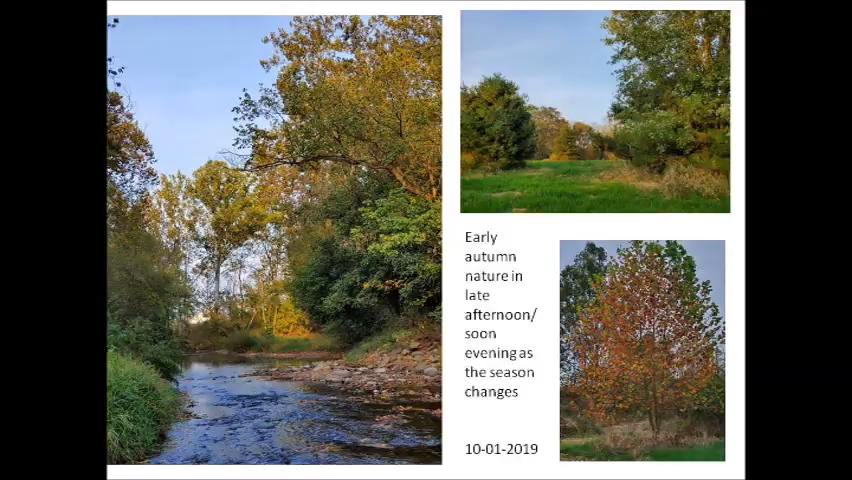 Early
autumn
nature in
late
afternoon/
soon
evening as
the season
changes
10-01-2019